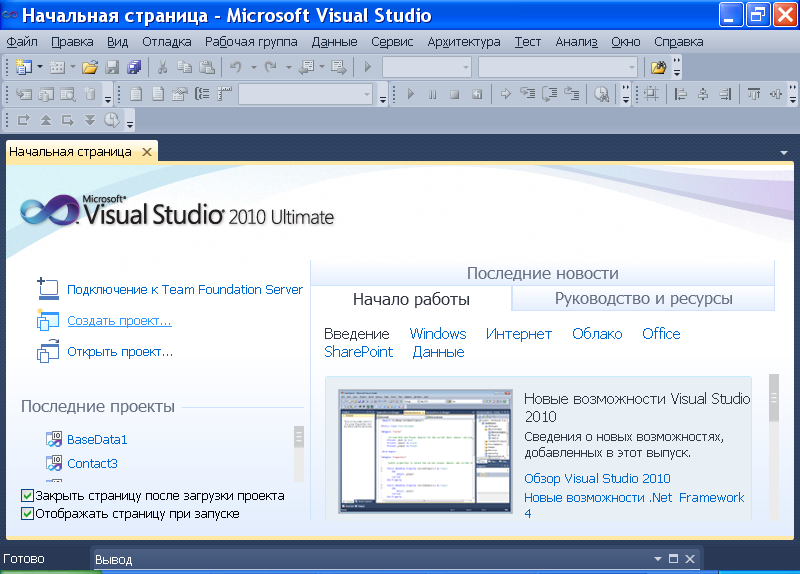 Начальная страница - Microsoft Visual Studio
Файл Правка Вид Отладка Рабочая группа Данные Сервис Архитектура Тест Анализ Окно Справка
Начальная страница
Microsoft®
Visual Studio® 2010 Ultimate
Подключение к Team Foundation Server
Создать проект...
Открыть проект...
Последние проекты
BaseData1
Contact3
Закрыть страницу после загрузки проекта
Отображать страницу при запуске
Последние новости
Начало работы Руководство и ресурсы
Введение Windows Интернет Облако Office
SharePoint Данные
Новые возможности Visual Studio
2010
Сведения о новых возможностях,
добавленных в этот выпуск.
Обзор Visual Studio 2010
Новые возможности .Net Framework
4
Готово
Вывод